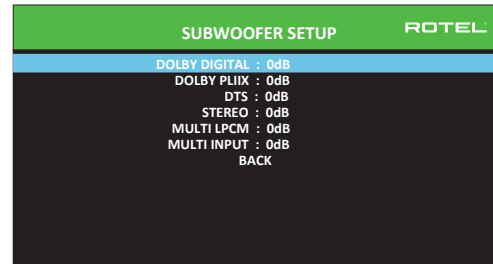 SUBWOOFER SETUP
ROTEL
DOLBY DIGITAL : 0dB
DOLBY PLIIX : 0dB
DTS : 0dB
STEREO : 0dB
MULTI LPCM : 0dB
MULTI INPUT : 0dB
BACK